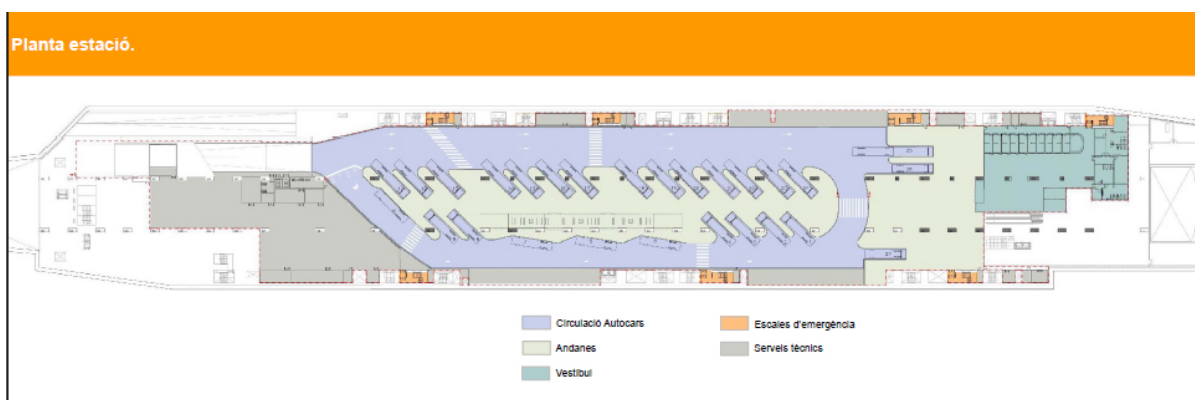 Planta estació.
Circulació Autocars
Andanes
Vestíbul
Escales d'emergència
Serveis tècnics